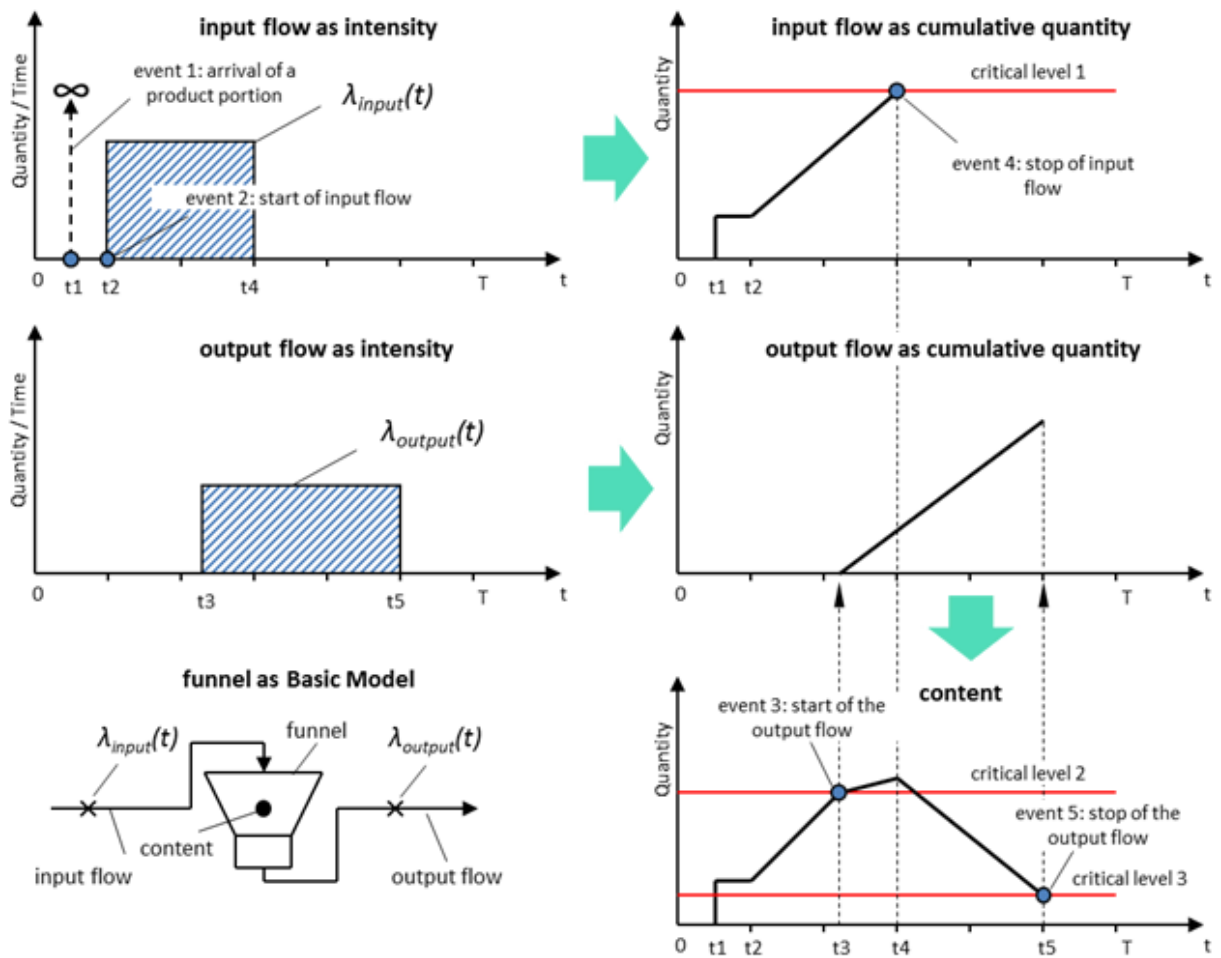 input flow as intensity
Quantity / Time
event 1: arrival of a
product portion
∞
λinput(t)
event 2: start of input flow
0
t1
t2
t4
T
t
input flow as cumulative quantity
Quantity
critical level 1
event 4: stop of input
flow
0
t1
t2
T
t
output flow as intensity
Quantity / Time
λoutput(t)
0
t3
t5
T
t
output flow as cumulative quantity
Quantity
0
T
t
funnel as Basic Model
λinput(t)
funnel
λoutput(t)
content
input flow
output flow
content
Quantity
event 3: start of the
output flow
critical level 2
event 5: stop of the
output flow
critical level 3
0
t1
t2
t3
t4
t5
T
t